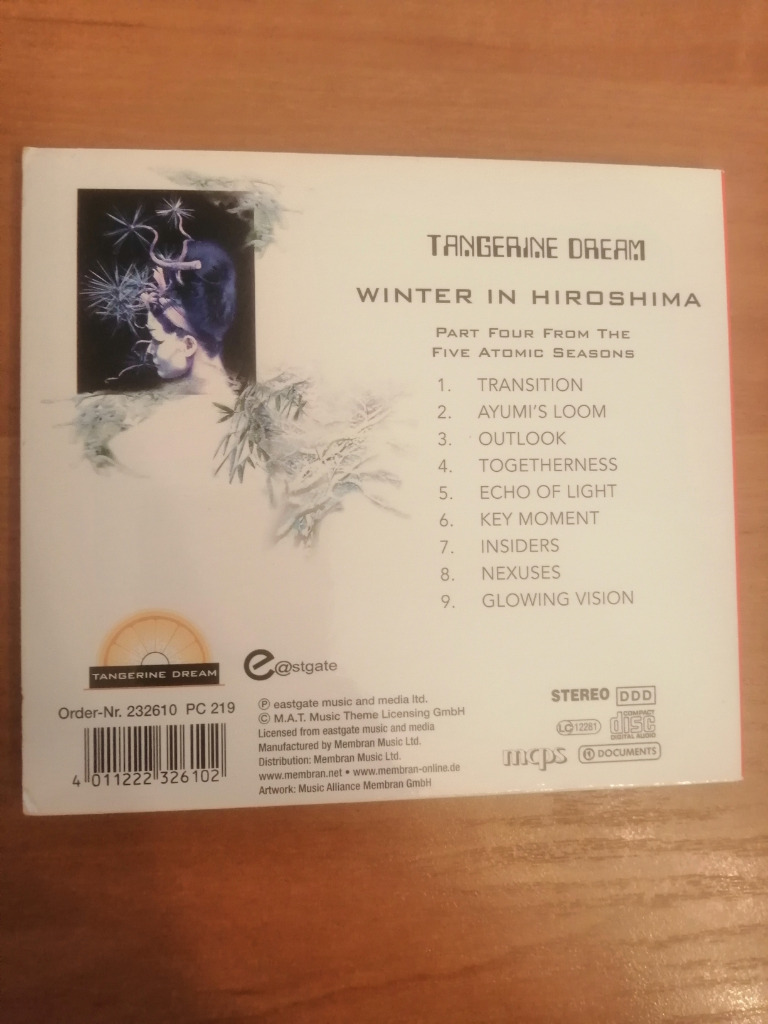 TANGERINE DREAM
WINTER IN HIROSHIMA
PART FOUR FROM THE
FIVE ATOMIC SEASONS
1. TRANSITION
2. AYUMI'S LOOM
3. OUTLOOK
4. TOGETHERNESS
5. ECHO OF LIGHT
6. KEY MOMENT
7. INSIDERS
8. NEXUSES
9. GLOWING VISION
TANGERINE DREAM
e@stgate
Order-Nr. 232610 PC 219
4 011222 326102
℗ eastgate music and media ltd.
© M.A.T. Music Theme Licensing GmbH
Licensed from eastgate music and media
Manufactured by Membran Music Ltd.
Distribution: Membran Music Ltd.
www.membran.net • www.membran-online.de
Artwork: Music Alliance Membran GmbH
STEREO DDD
LC 12281
COMPACT
disc
DIGITAL AUDIO
mcps
DOCUMENTS